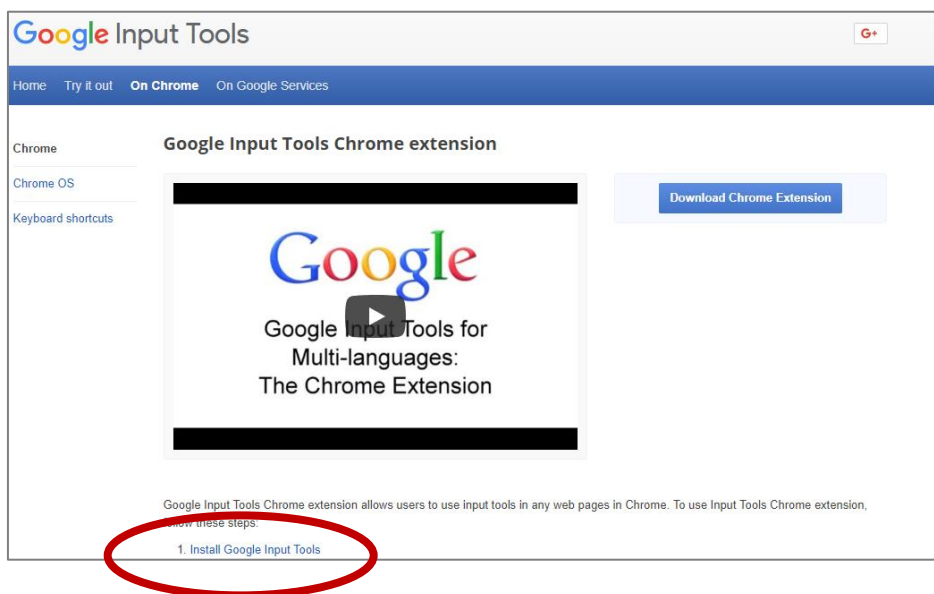 Google Input Tools
G+
Home Try it out On Chrome On Google Services
Chrome
Chrome OS
Keyboard shortcuts
Google Input Tools Chrome extension
Google
Google Input Tools for
Multi-languages:
The Chrome Extension
Download Chrome Extension
Google Input Tools Chrome extension allows users to use input tools in any web pages in Chrome. To use Input Tools Chrome extension,
follow these steps:
1. Install Google Input Tools